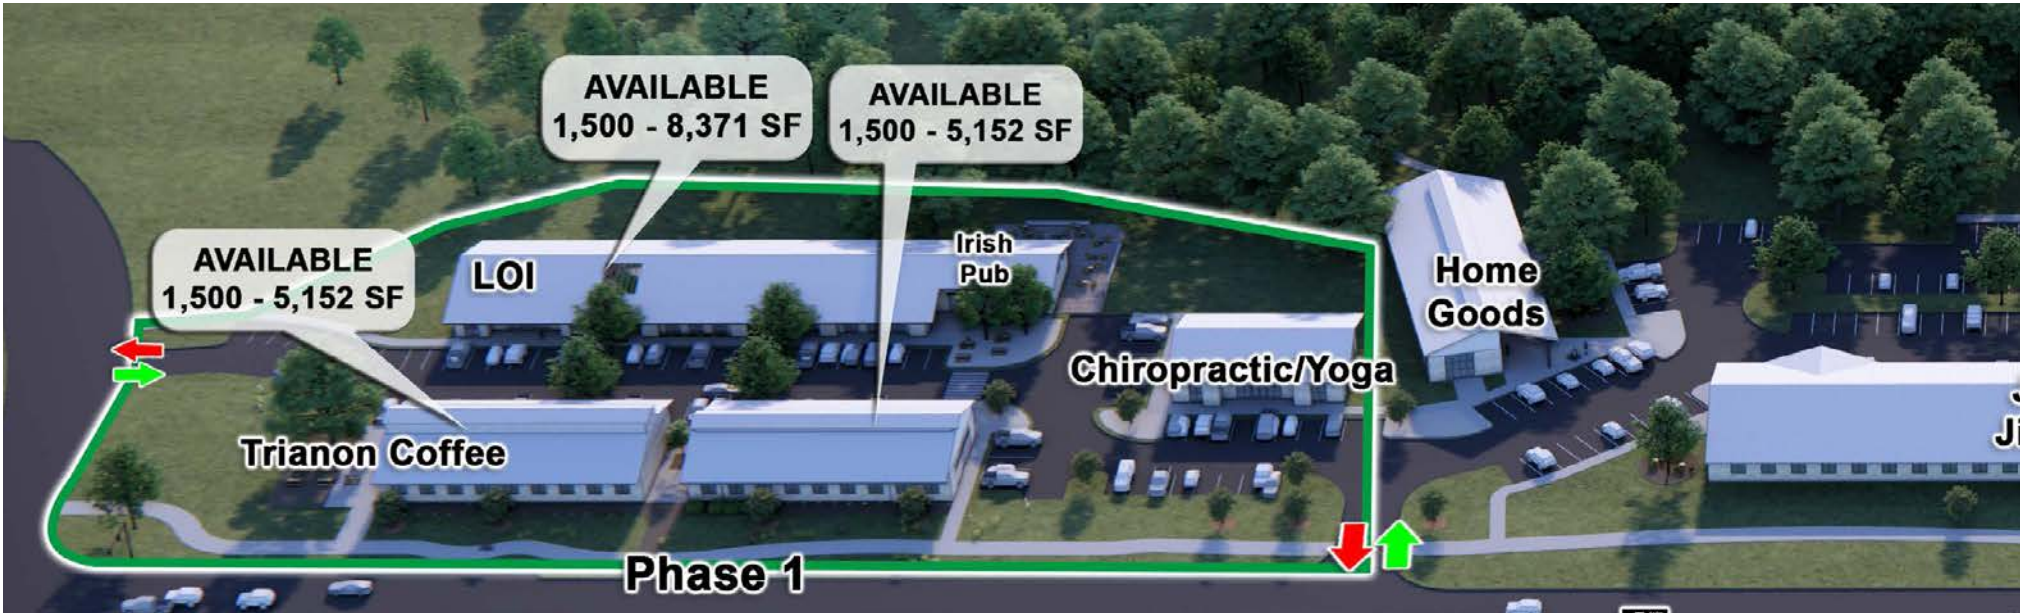 AVAILABLE
1,500 - 8,371 SF
AVAILABLE
1,500 - 5,152 SF
AVAILABLE
1,500 - 5,152 SF
LOI
Irish
Pub
Home
Goods
Chiropractic/Yoga
Trianon Coffee
Phase 1